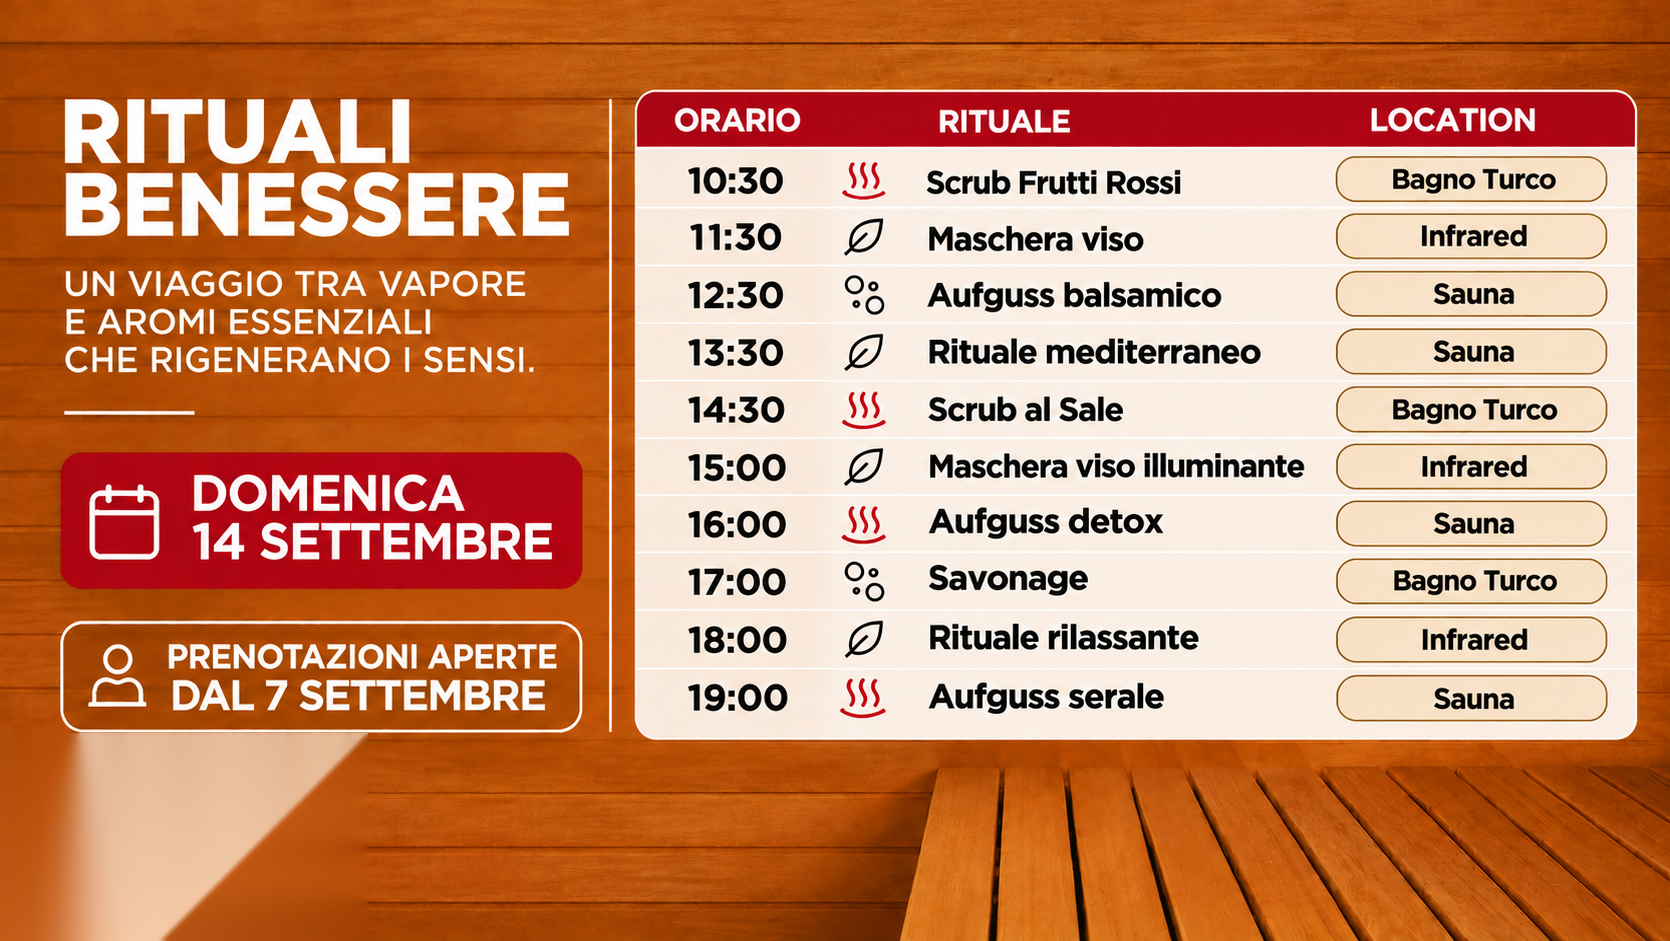 RITUALI
BENESSERE
UN VIAGGIO TRA VAPORE
E AROMI ESSENZIALI
CHE RIGENERANO I SENSI.
DOMENICA
14 SETTEMBRE
PRENOTAZIONI APERTE
DAL 7 SETTEMBRE
ORARIO RITUALE LOCATION
10:30 Scrub Frutti Rossi Bagno Turco
11:30 Maschera viso Infrared
12:30 Aufguss balsamico Sauna
13:30 Rituale mediterraneo Sauna
14:30 Scrub al Sale Bagno Turco
15:00 Maschera viso illuminante Infrared
16:00 Aufguss detox Sauna
17:00 Savonage Bagno Turco
18:00 Rituale rilassante Infrared
19:00 Aufguss serale Sauna